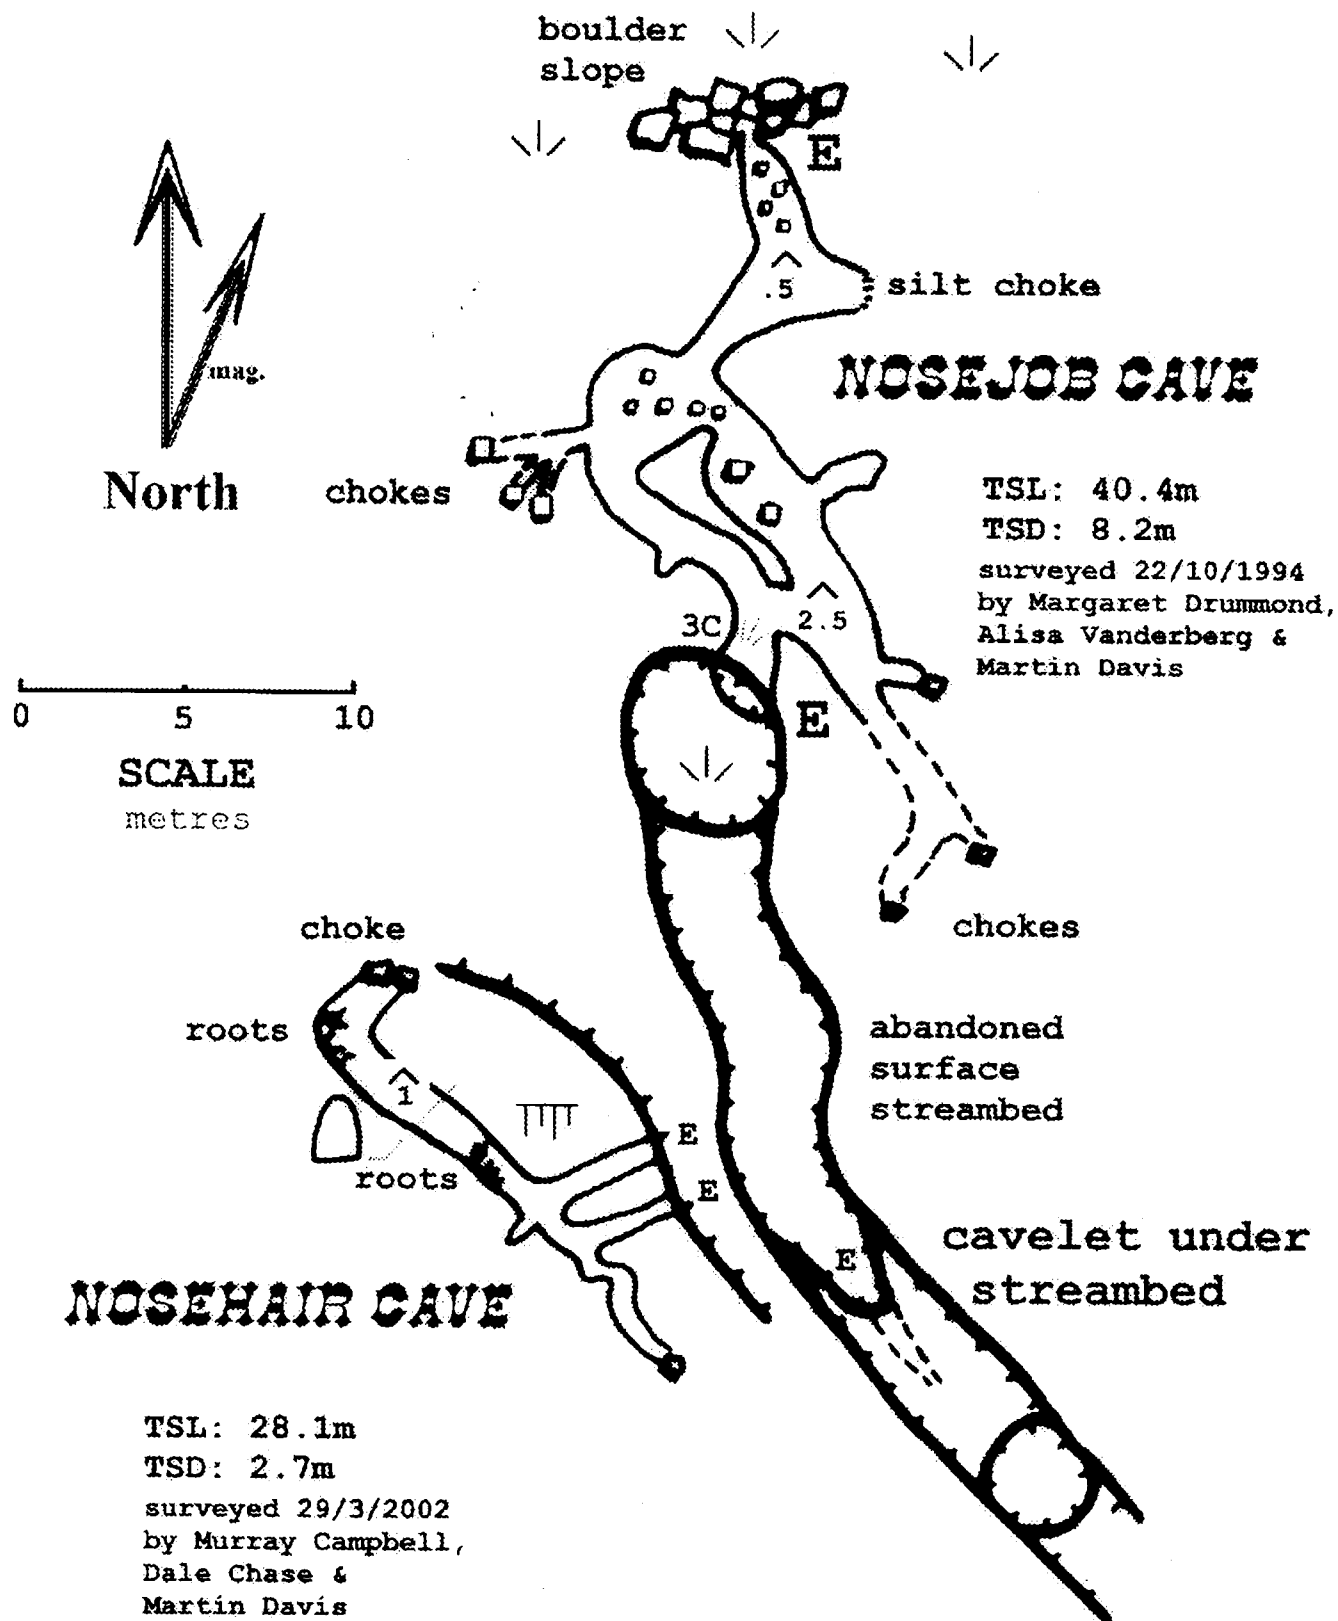 boulder
slope
E
.5
silt choke
mag.
North
NOSEJOB CAVE
chokes
TSL: 40.4m
TSD: 8.2m
surveyed 22/10/1994
by Margaret Drummond,
Alisa Vanderberg &
Martin Davis
3C
2.5
E
0 5 10
SCALE
metres
chokes
choke
roots
abandoned
surface
streambed
1
E
roots
E
cavelet under
streambed
E
NOSEHAIR CAVE
TSL: 28.1m
TSD: 2.7m
surveyed 29/3/2002
by Murray Campbell,
Dale Chase &
Martin Davis